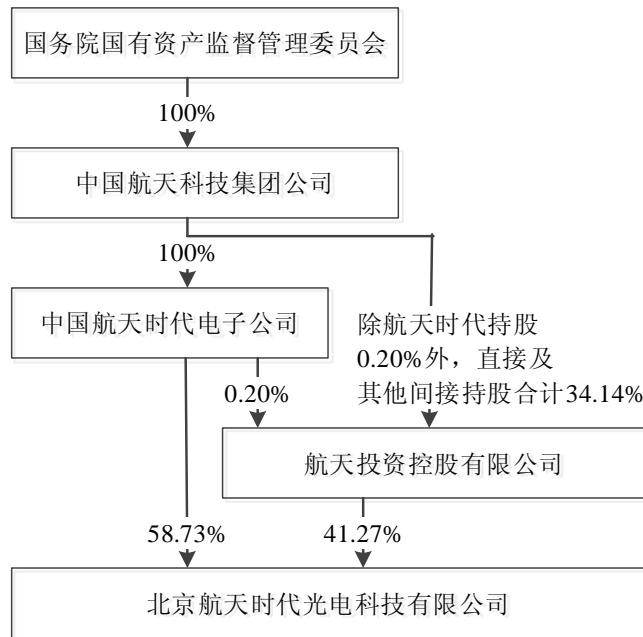 国务院国有资产监督管理委员会
100%
中国航天科技集团公司
100%
中国航天时代电子公司
除航天时代持股
0.20%外，直接及
其他间接持股合计34.14%
0.20%
航天投资控股有限公司
58.73%
41.27%
北京航天时代光电科技有限公司